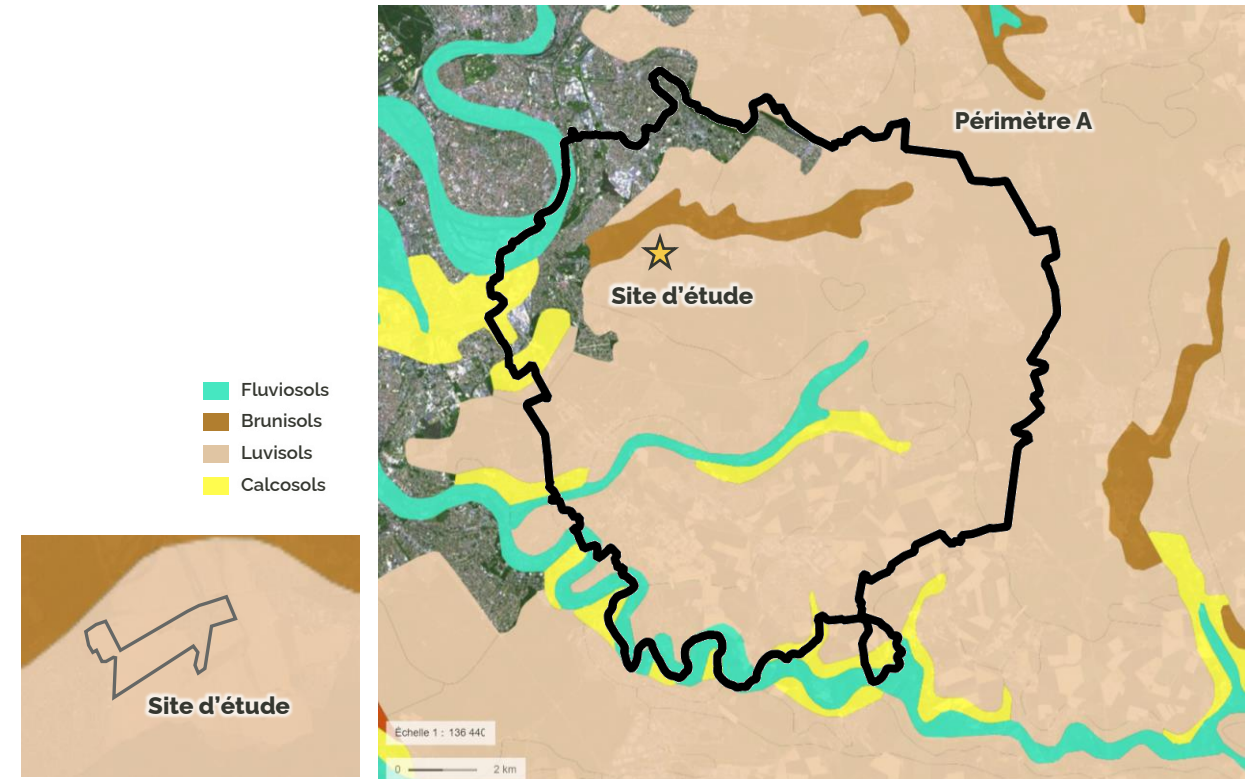 Périmètre A
Site d'étude
Fluviosols
Brunisols
Luvisols
Calcosols
Site d'étude
Échelle 1 : 136 440
0 2 km